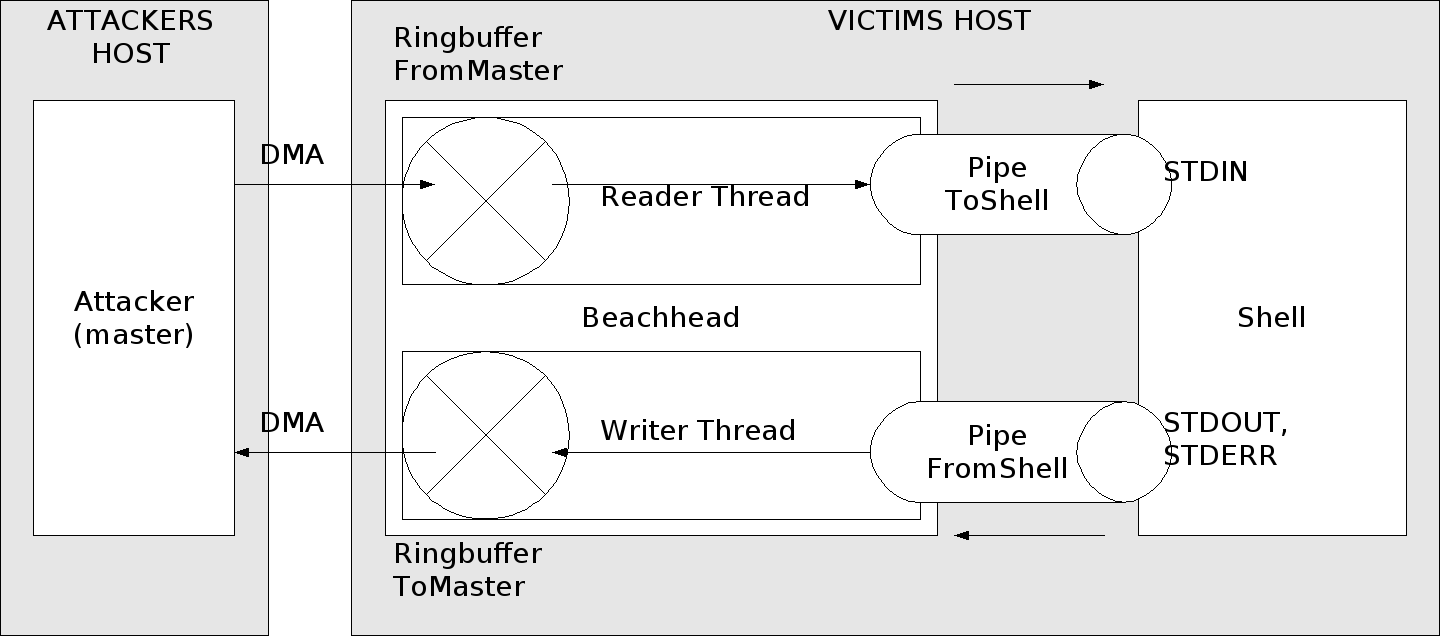 ATTACKERS
HOST
VICTIMS HOST
Ringbuffer
FromMaster
DMA
Reader Thread
Pipe
ToShell
STDIN
Attacker
(master)
Beachhead
Shell
DMA
Writer Thread
Pipe
FromShell
STDOUT,
STDERR
Ringbuffer
ToMaster